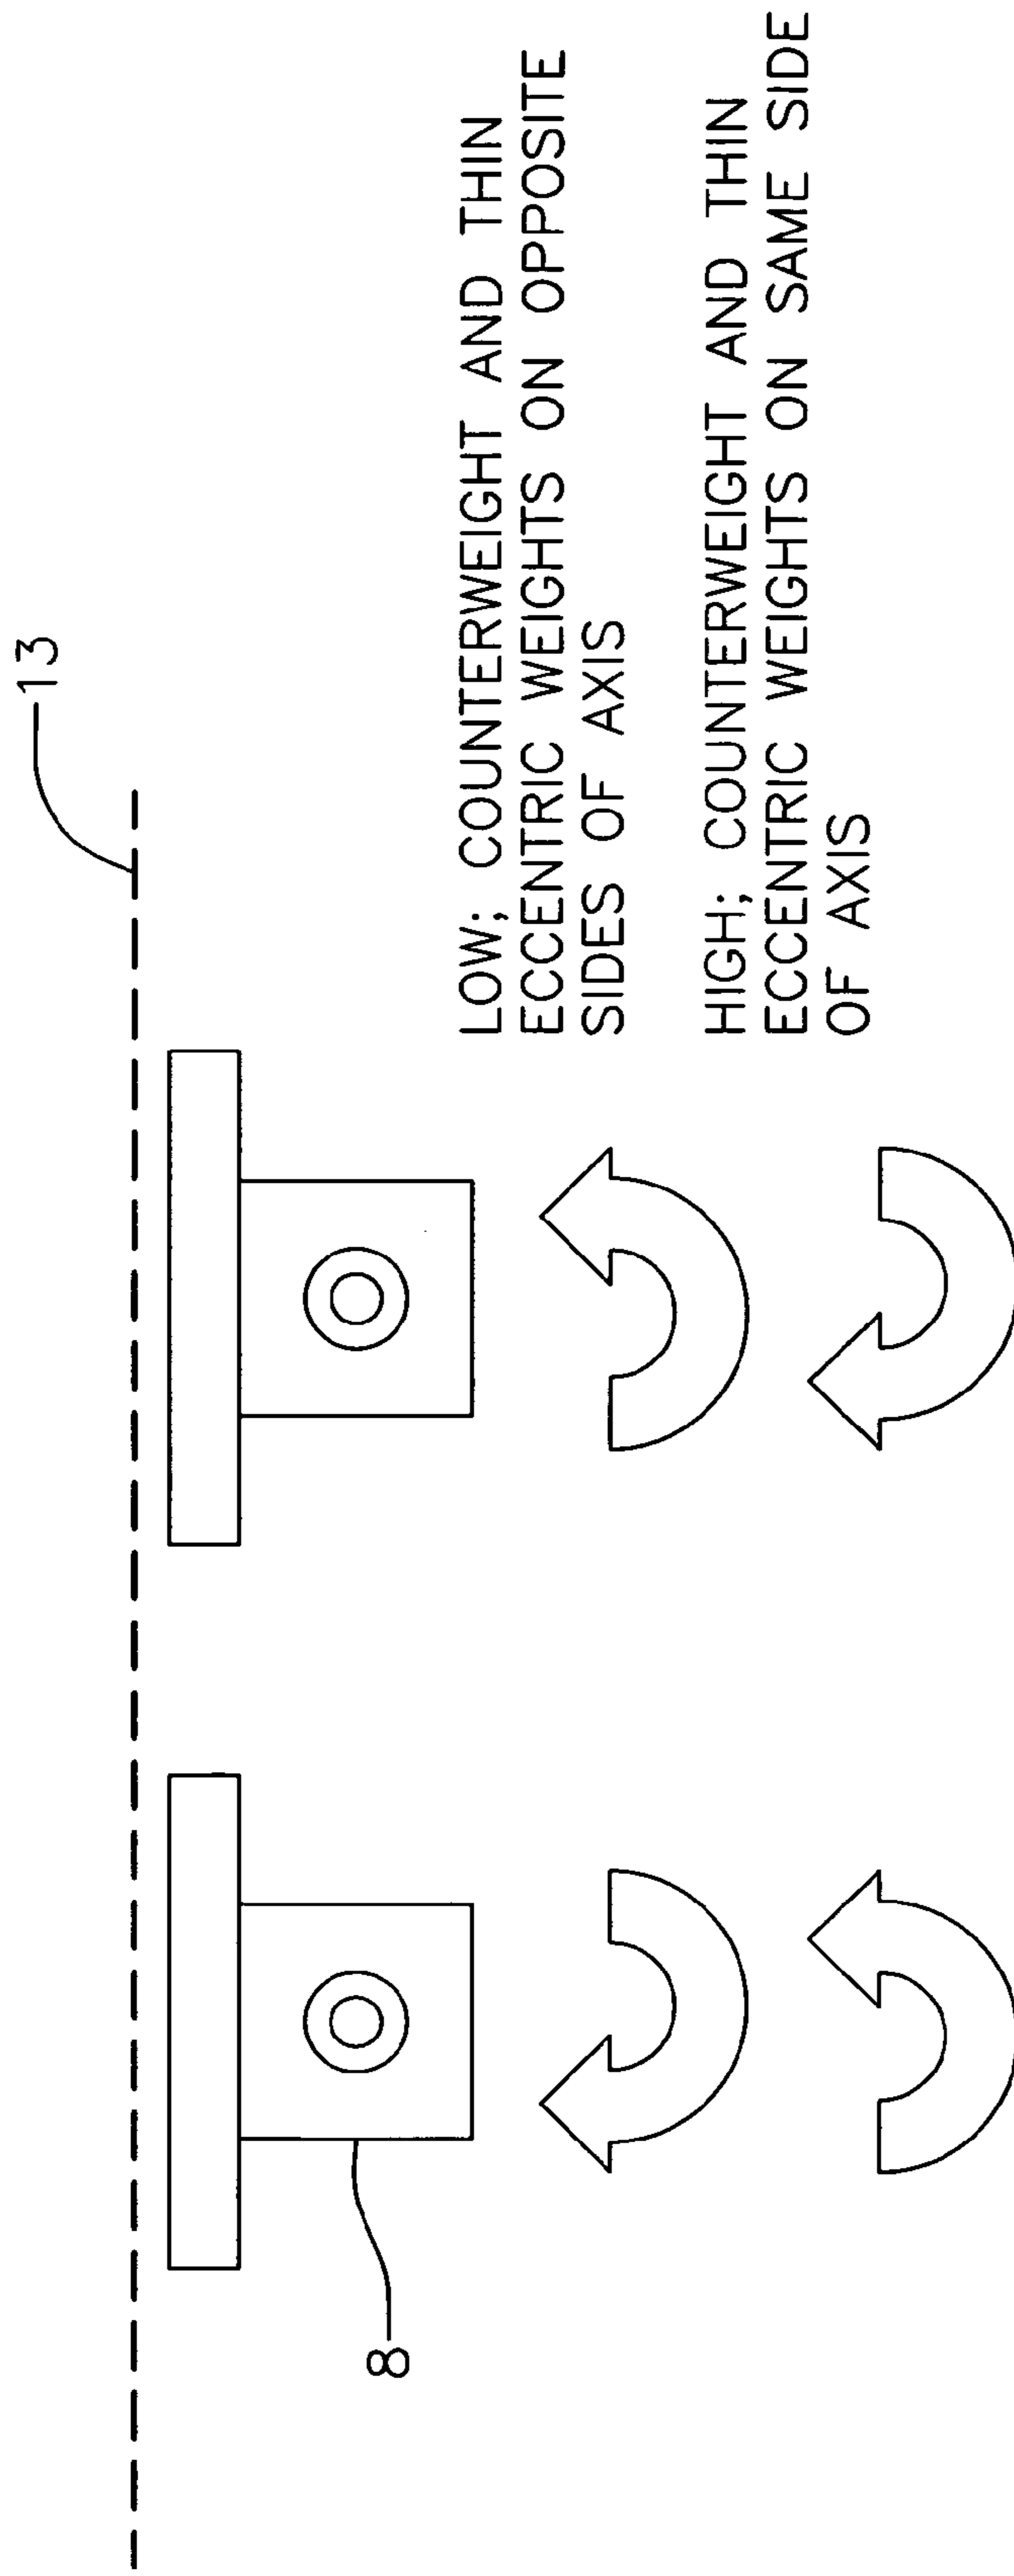 13
8
LOW; COUNTERWEIGHT AND THIN
ECCENTRIC WEIGHTS ON OPPOSITE
SIDES OF AXIS
HIGH; COUNTERWEIGHT AND THIN
ECCENTRIC WEIGHTS ON SAME SIDE
OF AXIS